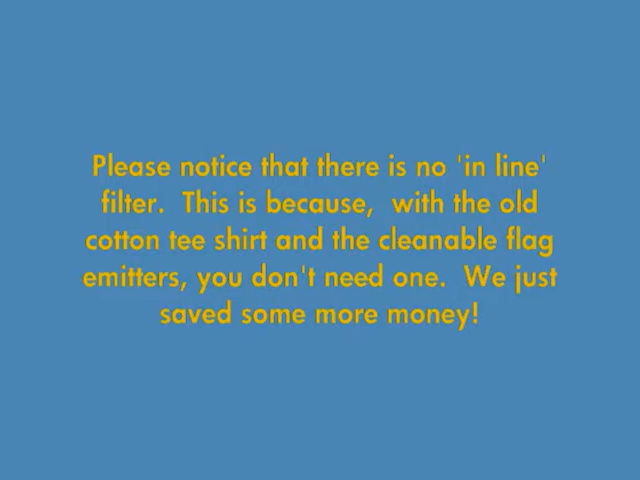 Please notice that there is no 'in line'
filter.  This is because,  with the old
cotton tee shirt and the cleanable flag
emitters, you don't need one.  We just
saved some more money!